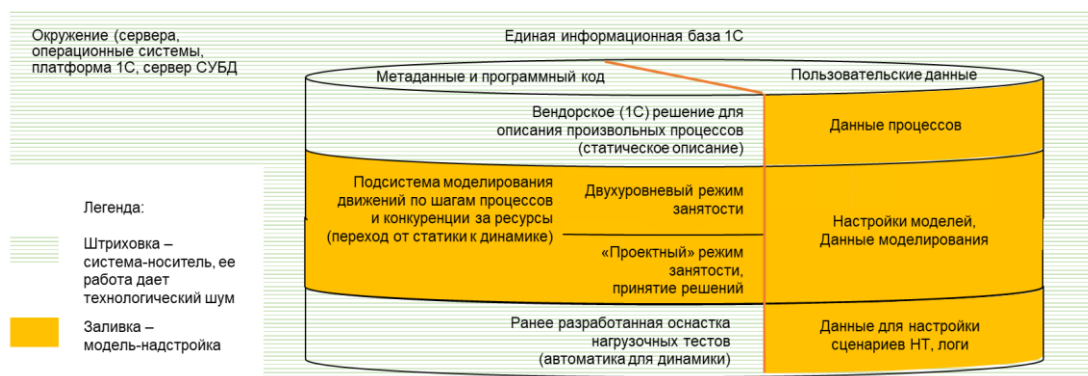 Окружение (сервера,
операционные системы,
платформа 1С, сервер СУБД
Единая информационная база 1С
Метаданные и программный код
Пользовательские данные
Вендорское (1С) решение для
описания произвольных процессов
(статическое описание)
Данные процессов
Подсистема моделирования
движений по шагам процессов
и конкуренции за ресурсы
(переход от статики к динамике)
Двухуровневый режим
занятости
«Проектный» режим
занятости,
принятие решений
Настройки моделей,
Данные моделирования
Ранее разработанная оснастка
нагрузочных тестов
(автоматика для динамики)
Данные для настройки
сценариев НТ, логи
Легенда:
Штриховка –
система-носитель, ее
работа дает
технологический шум
Заливка –
модель-надстройка